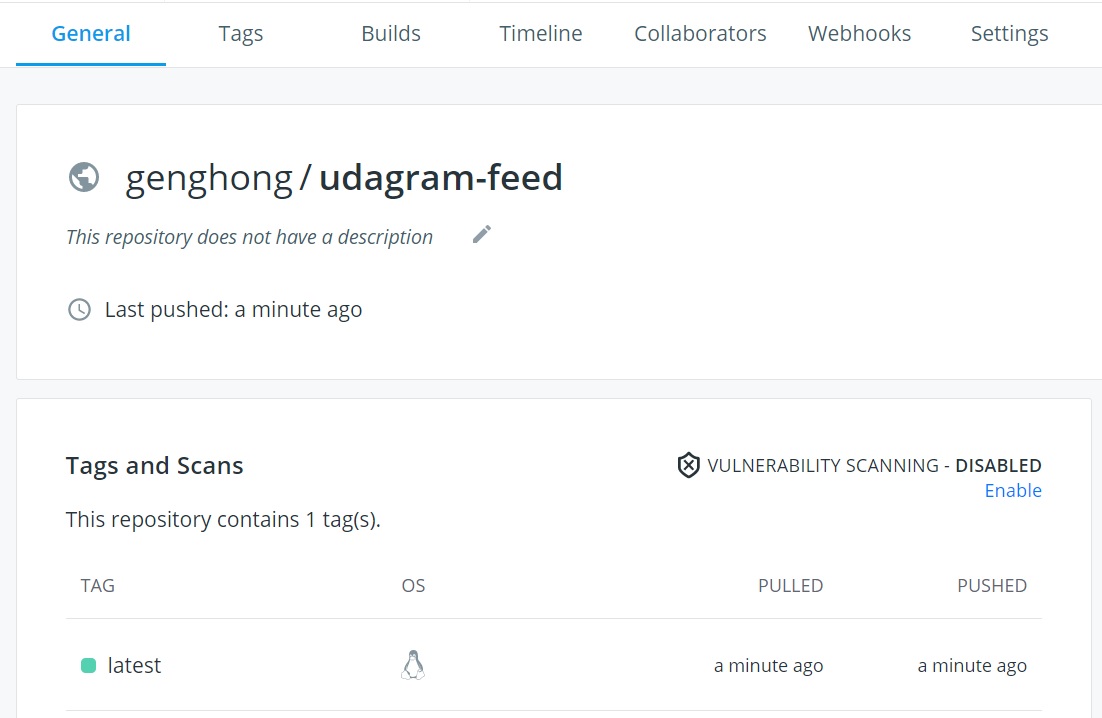 General Tags Builds Timeline Collaborators Webhooks Settings
genghong / udagram-feed
This repository does not have a description
Last pushed: a minute ago
Tags and Scans
VULNERABILITY SCANNING - DISABLED
Enable
This repository contains 1 tag(s).
TAG OS PULLED PUSHED
latest a minute ago a minute ago